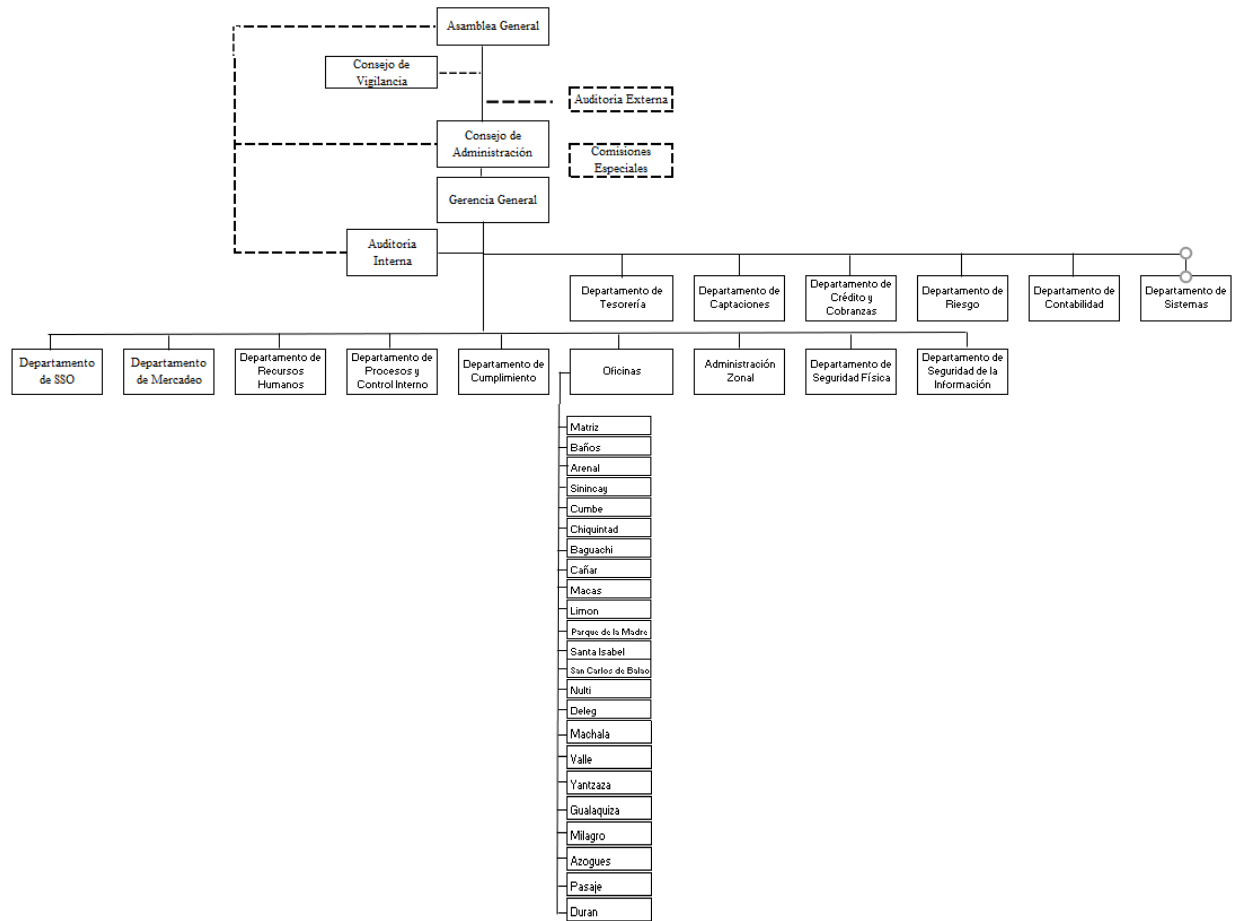 Asamblea General
Consejo de
Vigilancia
Auditoria Externa
Consejo de
Administración
Comisiones
Especiales
Gerencia General
Auditoria
Interna
Departamento de
Tesorería
Departamento de
Captaciones
Departamento de
Crédito y
Cobranzas
Departamento de
Riesgo
Departamento de
Contabilidad
Departamento de
Sistemas
Departamento
de SSO
Departamento
de Mercadeo
Departamento de
Recursos
Humanos
Departamento de
Procesos y
Control Interno
Departamento de
Cumplimiento
Oficinas
Administración
Zonal
Departamento de
Seguridad Física
Departamento de
Seguridad de la
Información
Matriz
Baños
Arenal
Sinincay
Cumbe
Chiquintad
Baguachi
Cañar
Macas
Limon
Parque de la Madre
Santa Isabel
San Carlos de Balao
Nulti
Deleg
Machala
Valle
Yantzaza
Gualaquiza
Milagro
Azogues
Pasaje
Duran